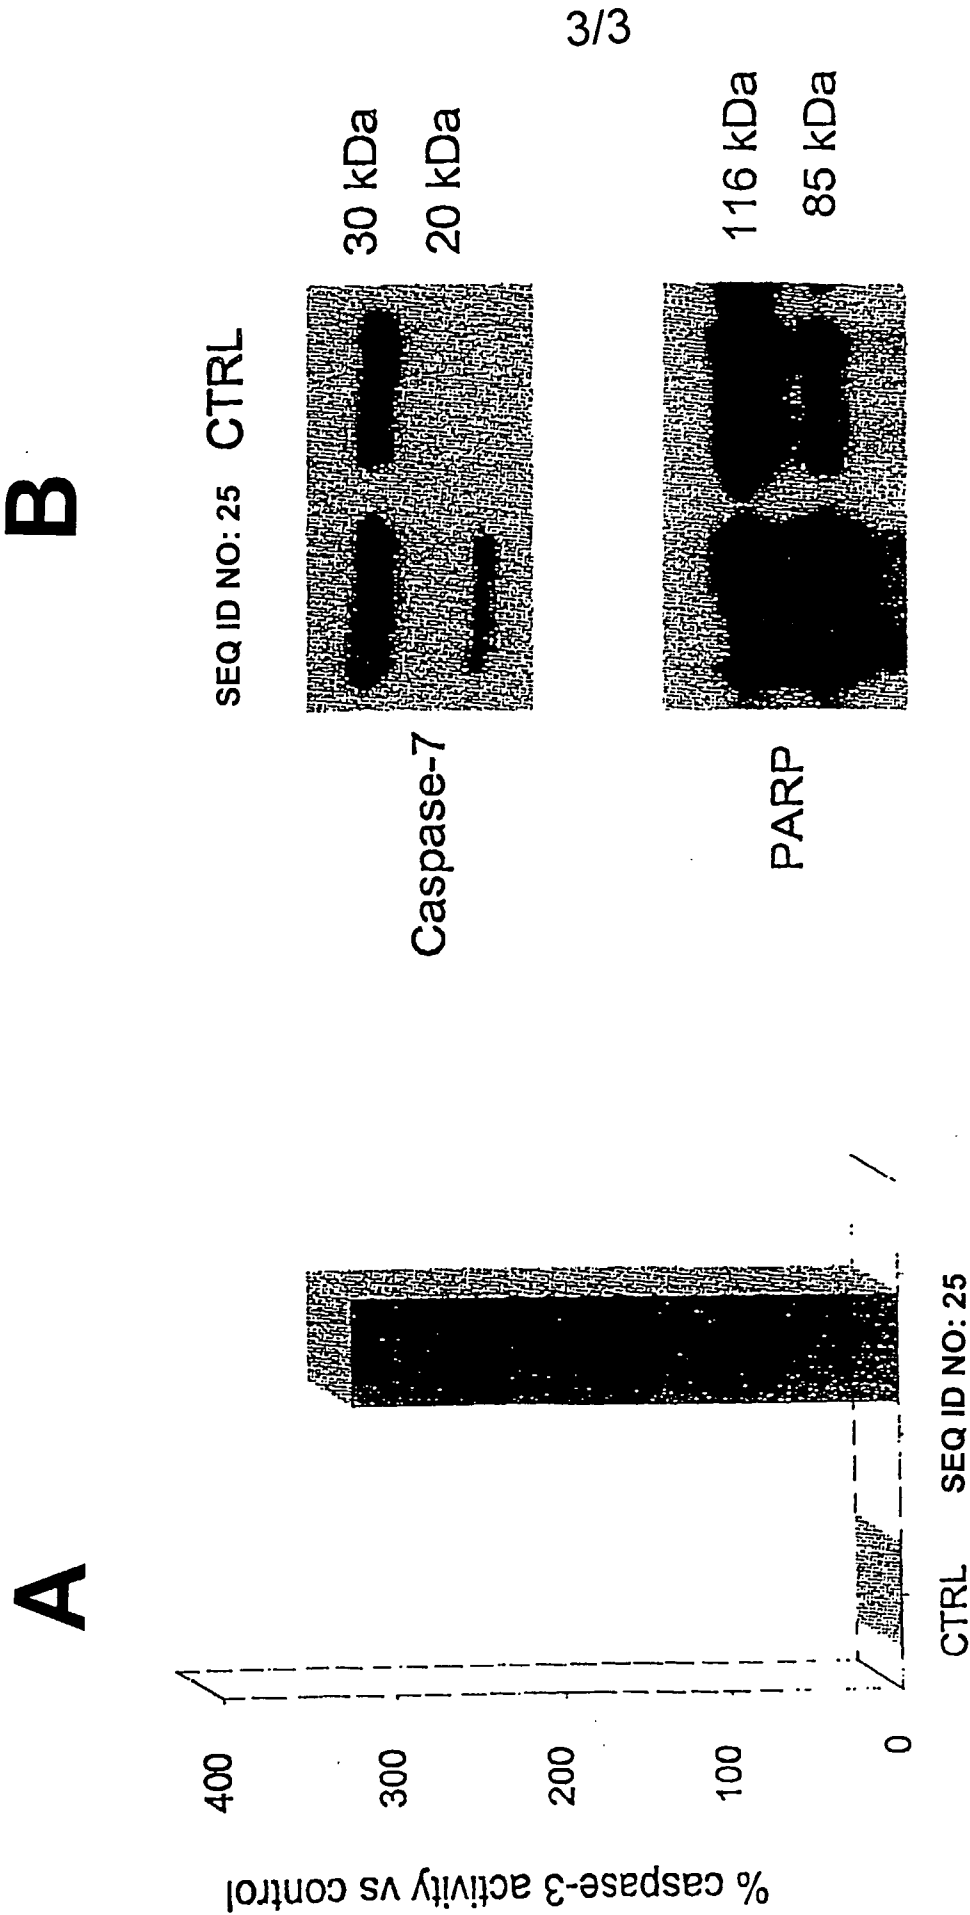 3/3
A
% caspase-3 activity vs control
400
300
200
100
0
CTRL SEQ ID NO: 25
B
SEQ ID NO: 25 CTRL
Caspase-7
30 kDa
20 kDa
PARP
116 kDa
85 kDa